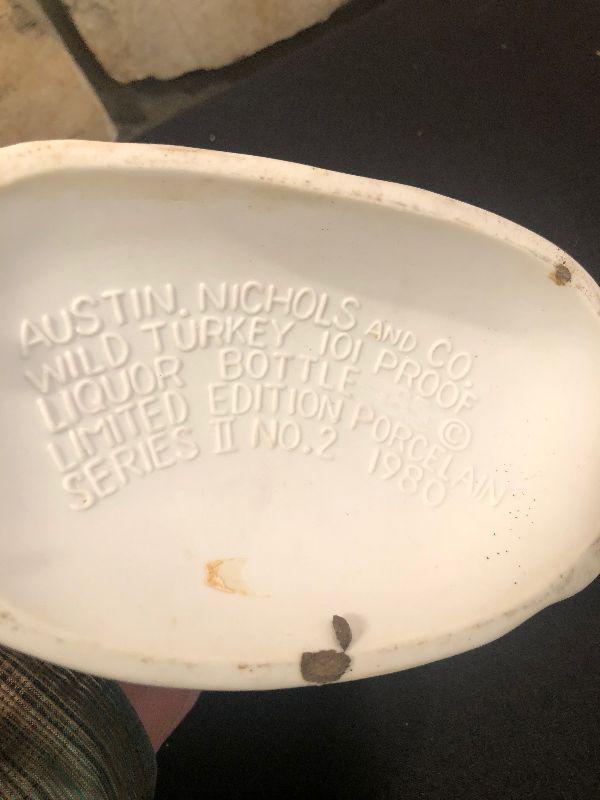 AUSTIN. NICHOLS AND CO.
WILD TURKEY 101 PROOF
LIQUOR BOTTLE ©
LIMITED EDITION PORCELAIN
SERIES II NO.2 1980